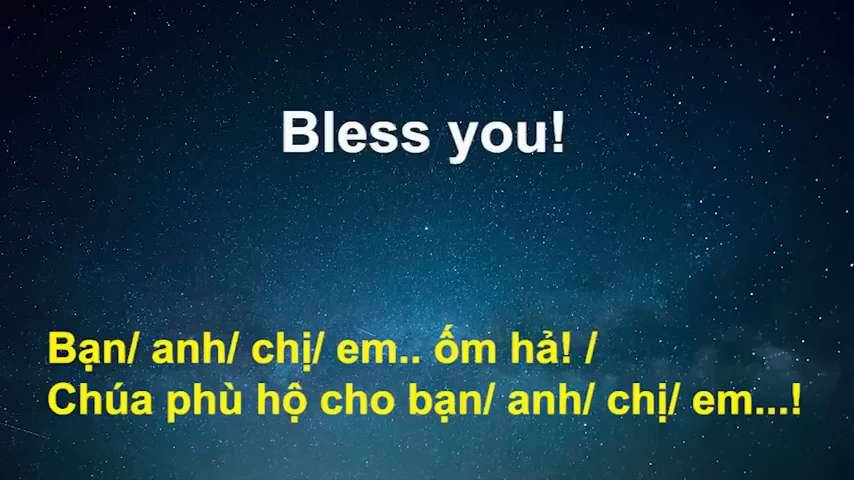 Bless you!
Bạn/ anh/ chị/ em.. ốm hả! /
Chúa phù hộ cho bạn/ anh/ chị/ em...!